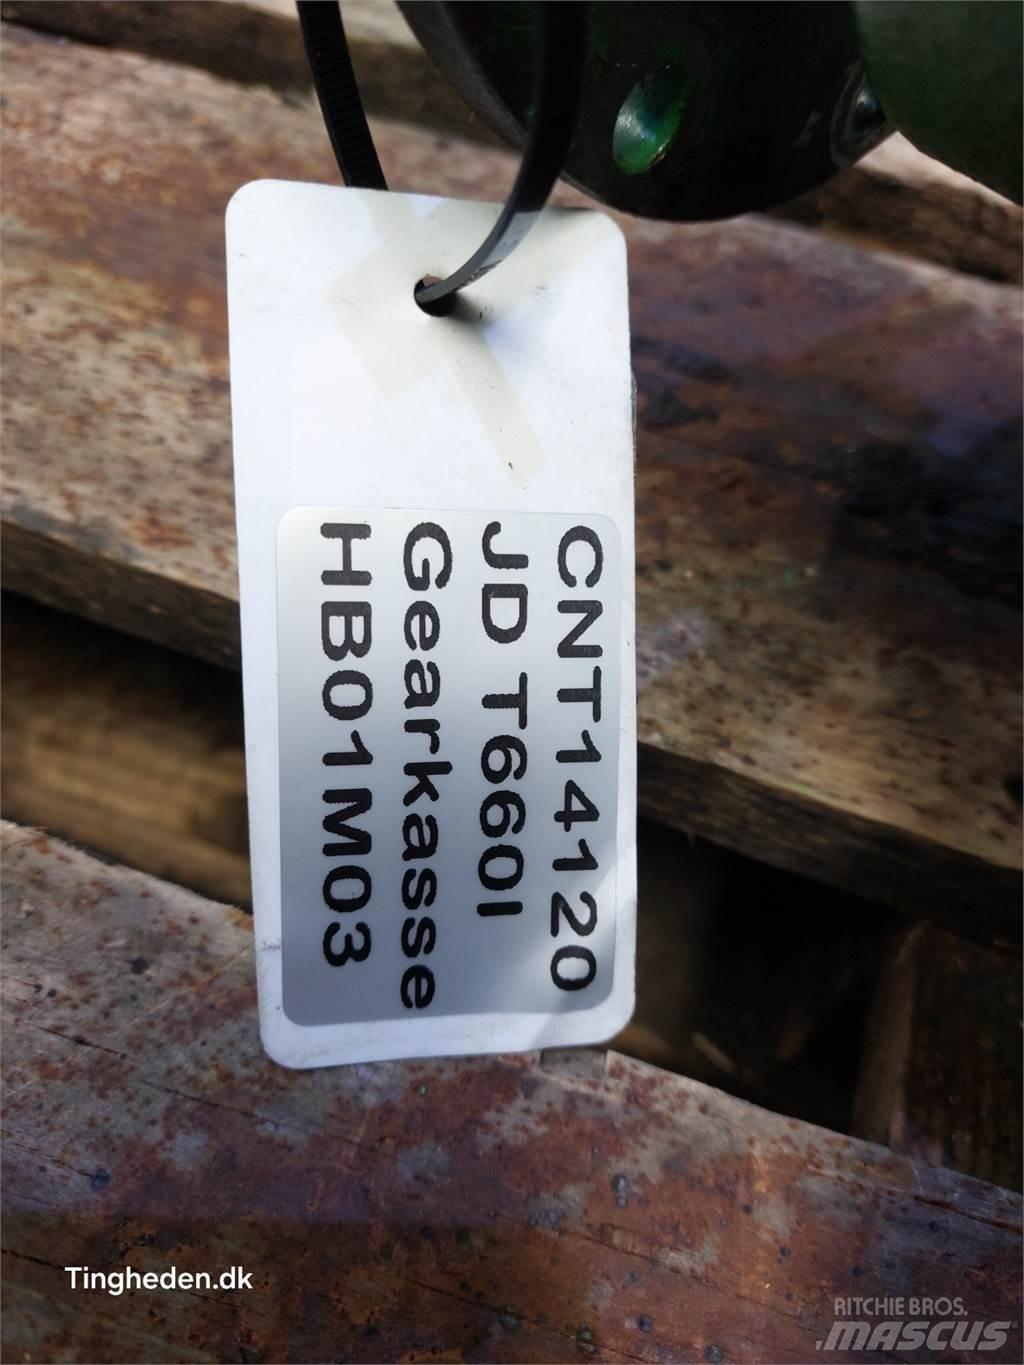 CNT14120
JD T660I
Gearkasse
HB01M03
Tingheden.dk
RITCHIE BROS.
MASCUS